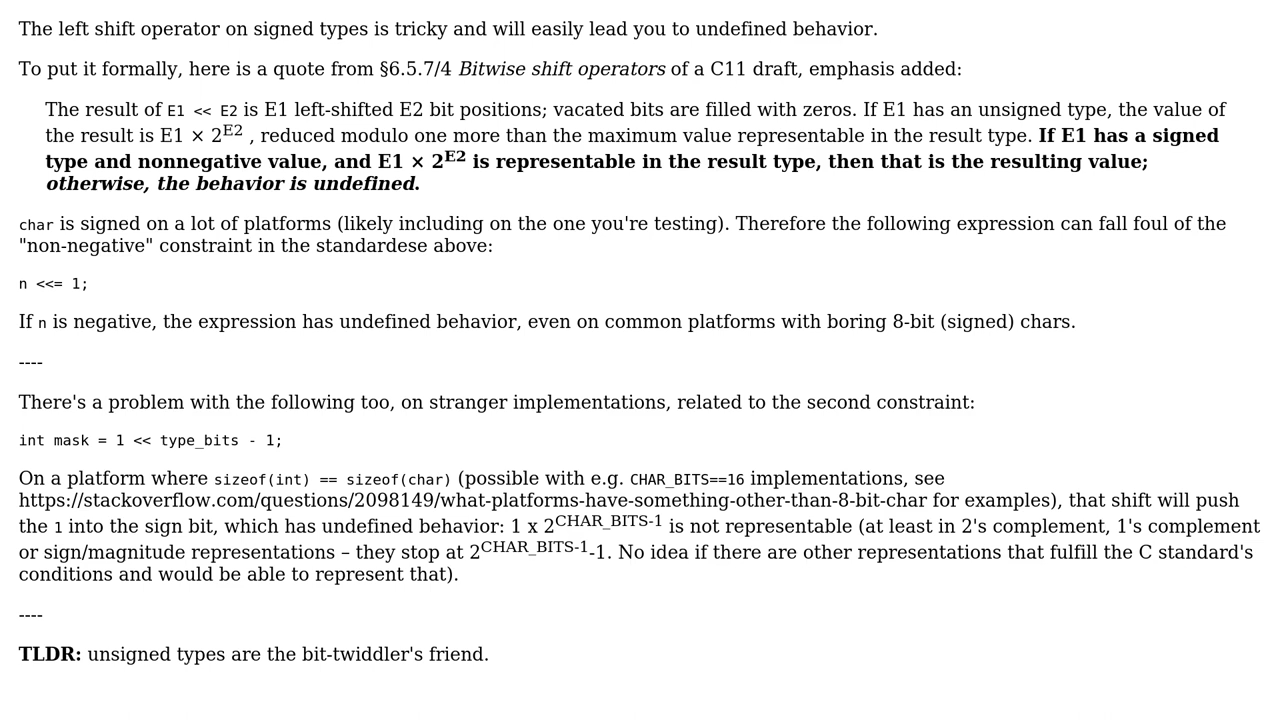 The left shift operator on signed types is tricky and will easily lead you to undefined behavior.
To put it formally, here is a quote from §6.5.7/4 Bitwise shift operators of a C11 draft, emphasis added:
The result of E1 << E2 is E1 left-shifted E2 bit positions; vacated bits are filled with zeros. If E1 has an unsigned type, the value of
the result is E1 × 2^E2 , reduced modulo one more than the maximum value representable in the result type. If E1 has a signed
type and nonnegative value, and E1 × 2^E2 is representable in the result type, then that is the resulting value;
otherwise, the behavior is undefined.
char is signed on a lot of platforms (likely including on the one you're testing). Therefore the following expression can fall foul of the
"non-negative" constraint in the standardese above:
n <<= 1;
If n is negative, the expression has undefined behavior, even on common platforms with boring 8-bit (signed) chars.
----
There's a problem with the following too, on stranger implementations, related to the second constraint:
int mask = 1 << type_bits - 1;
On a platform where sizeof(int) == sizeof(char) (possible with e.g. CHAR_BITS==16 implementations, see
https://stackoverflow.com/questions/2098149/what-platforms-have-something-other-than-8-bit-char for examples), that shift will push
the 1 into the sign bit, which has undefined behavior: 1 x 2^CHAR_BITS-1 is not representable (at least in 2's complement, 1's complement
or sign/magnitude representations – they stop at 2^CHAR_BITS-1-1. No idea if there are other representations that fulfill the C standard's
conditions and would be able to represent that).
----
TLDR: unsigned types are the bit-twiddler's friend.